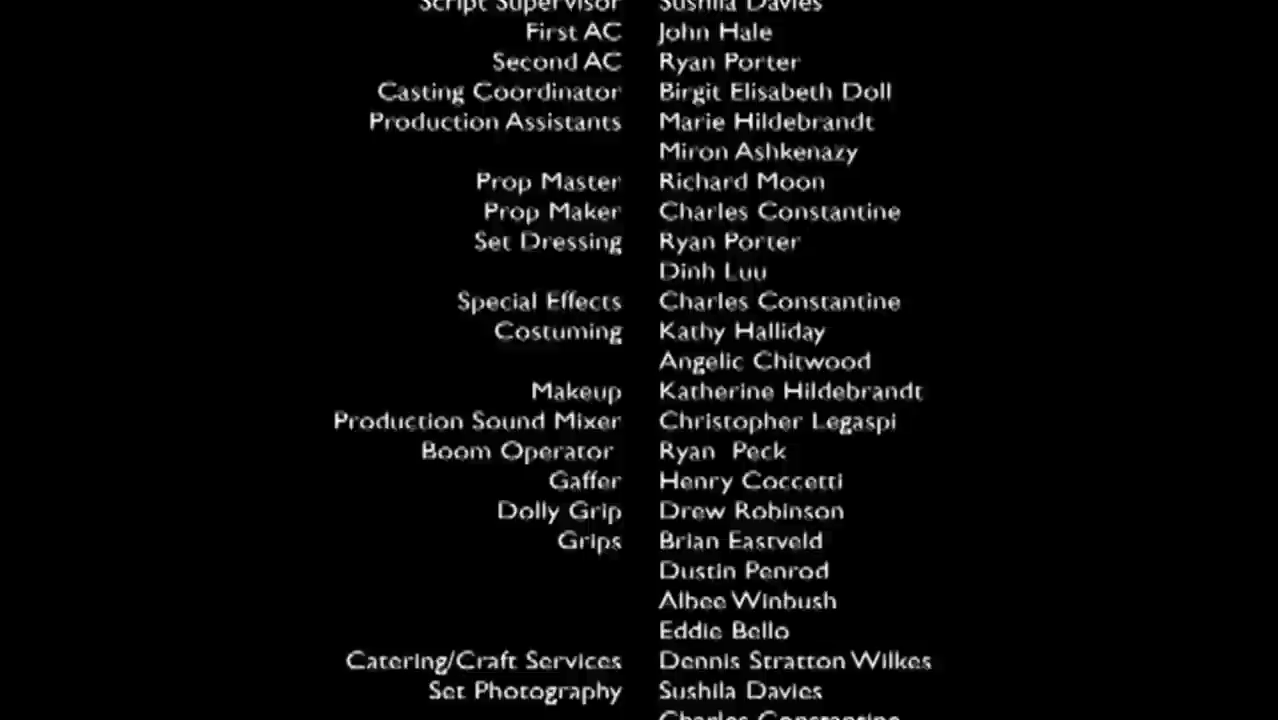 Script Supervisor Sushila Davies
First AC John Hale
Second AC Ryan Porter
Casting Coordinator Birgit Elisabeth Doll
Production Assistants Marie Hildebrandt
Miron Ashkenazy
Prop Master Richard Moon
Prop Maker Charles Constantine
Set Dressing Ryan Porter
Dinh Luu
Special Effects Charles Constantine
Costuming Kathy Halliday
Angelic Chitwood
Makeup Katherine Hildebrandt
Production Sound Mixer Christopher Legaspi
Boom Operator Ryan Peck
Gaffer Henry Coccetti
Dolly Grip Drew Robinson
Grips Brian Eastveld
Dustin Penrod
Albee Winbush
Eddie Bello
Catering/Craft Services Dennis Stratton Wilkes
Set Photography Sushila Davies
Charles Constantine